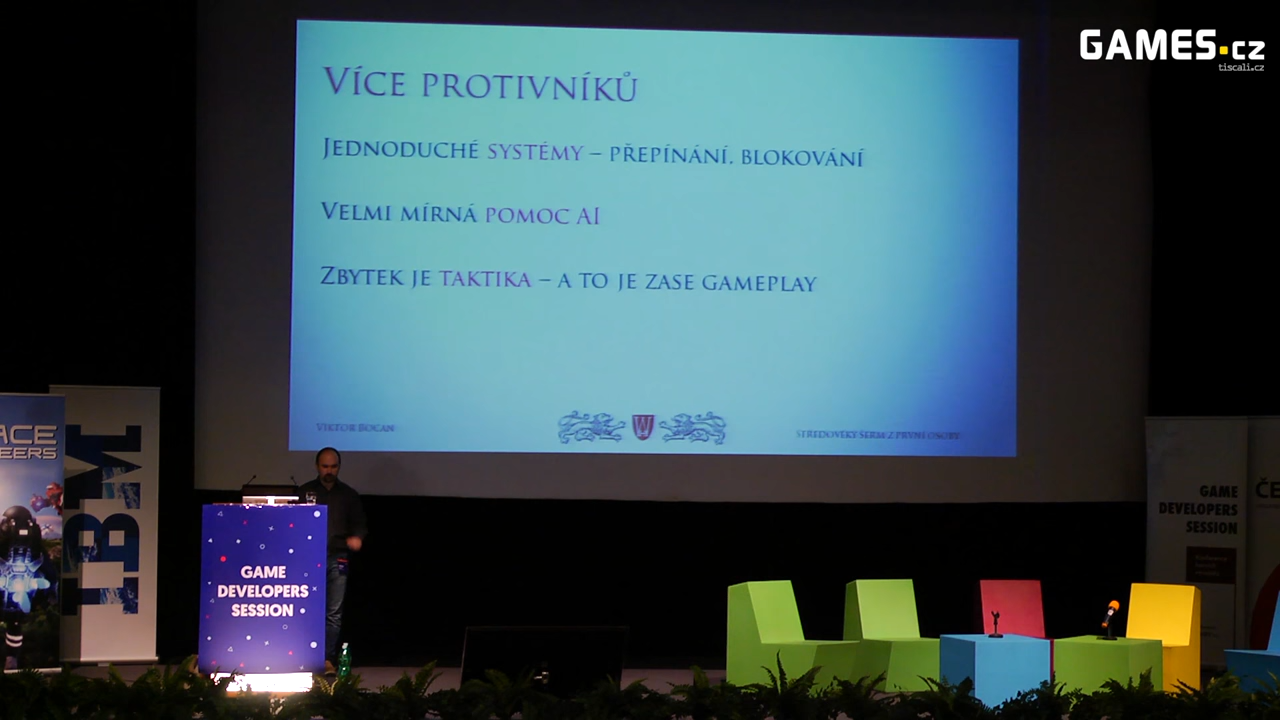 GAMES.cz
tiscali.cz
VÍCE PROTIVNÍKŮ
JEDNODUCHÉ SYSTÉMY – PŘEPÍNÁNÍ, BLOKOVÁNÍ
VELMI MÍRNÁ POMOC AI
ZBYTEK JE TAKTIKA – A TO JE ZASE GAMEPLAY
VIKTOR BOCAN
STŘEDOVĚKÝ ŠERM Z PRVNÍ OSOBY
IBM
GAME
DEVELOPERS
SESSION
GAME
DEVELOPERS
SESSION